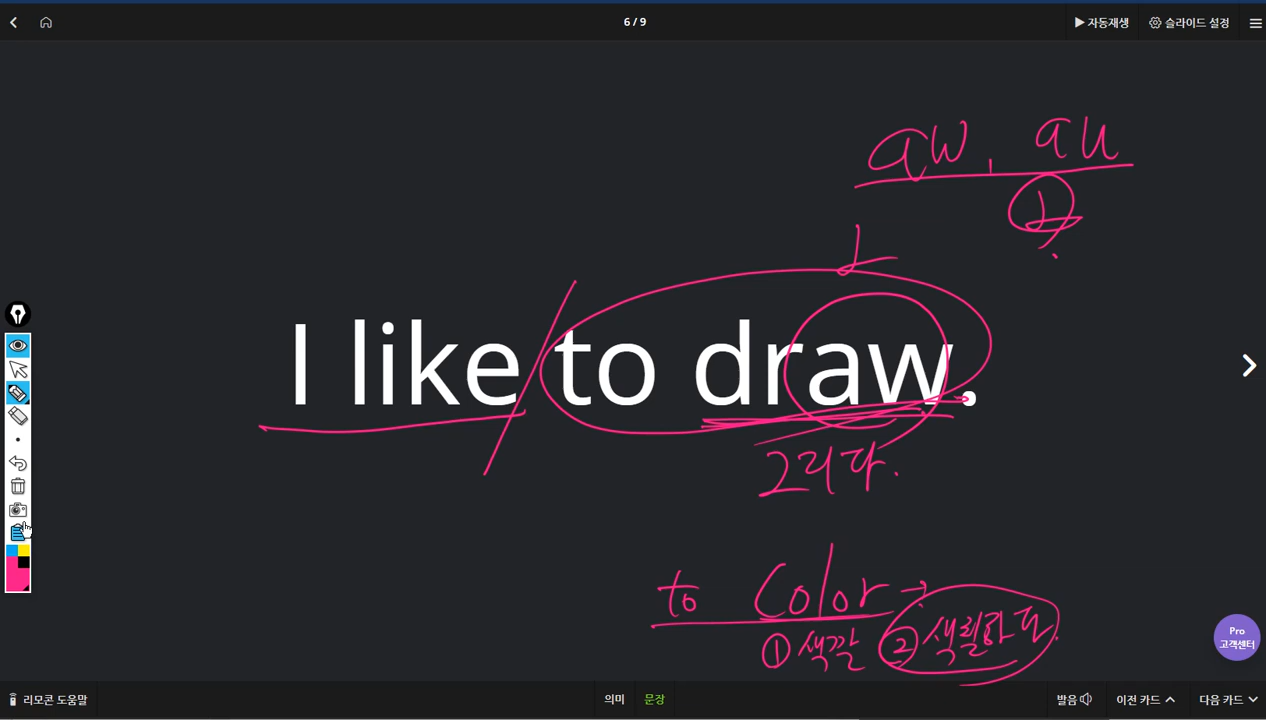 6 / 9
자동재생
슬라이드 설정
aw, au
ㅗ
I like to draw.
그리다.
to color →
① 색깔 ② 색칠하다.
Pro
고객센터
리모콘 도움말
의미
문장
발음
이전 카드
다음 카드